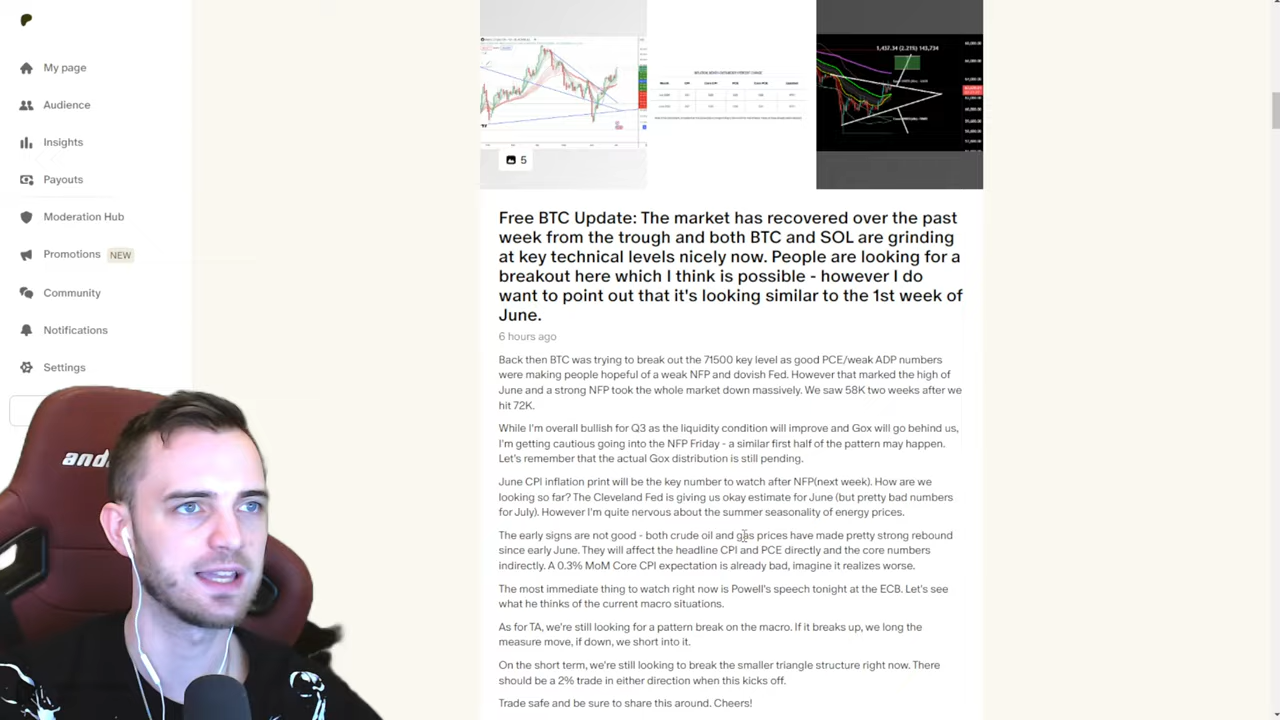 My page
Audience
Insights
Payouts
Moderation Hub
Promotions NEW
Community
Notifications
Settings
and
5
1,437.34 (2.21%) 143,734
Free BTC Update: The market has recovered over the past
week from the trough and both BTC and SOL are grinding
at key technical levels nicely now. People are looking for a
breakout here which I think is possible - however I do
want to point out that it's looking similar to the 1st week of
June.
6 hours ago
Back then BTC was trying to break out the 71500 key level as good PCE/weak ADP numbers
were making people hopeful of a weak NFP and dovish Fed. However that marked the high of
June and a strong NFP took the whole market down massively. We saw 58K two weeks after we
hit 72K.
While I'm overall bullish for Q3 as the liquidity condition will improve and Gox will go behind us,
I'm getting cautious going into the NFP Friday - a similar first half of the pattern may happen.
Let's remember that the actual Gox distribution is still pending.
June CPI inflation print will be the key number to watch after NFP(next week). How are we
looking so far? The Cleveland Fed is giving us okay estimate for June (but pretty bad numbers
for July). However I'm quite nervous about the summer seasonality of energy prices.
The early signs are not good - both crude oil and gas prices have made pretty strong rebound
since early June. They will affect the headline CPI and PCE directly and the core numbers
indirectly. A 0.3% MoM Core CPI expectation is already bad, imagine it realizes worse.
The most immediate thing to watch right now is Powell's speech tonight at the ECB. Let's see
what he thinks of the current macro situations.
As for TA, we're still looking for a pattern break on the macro. If it breaks up, we long the
measure move, if down, we short into it.
On the short term, we're still looking to break the smaller triangle structure right now. There
should be a 2% trade in either direction when this kicks off.
Trade safe and be sure to share this around. Cheers!